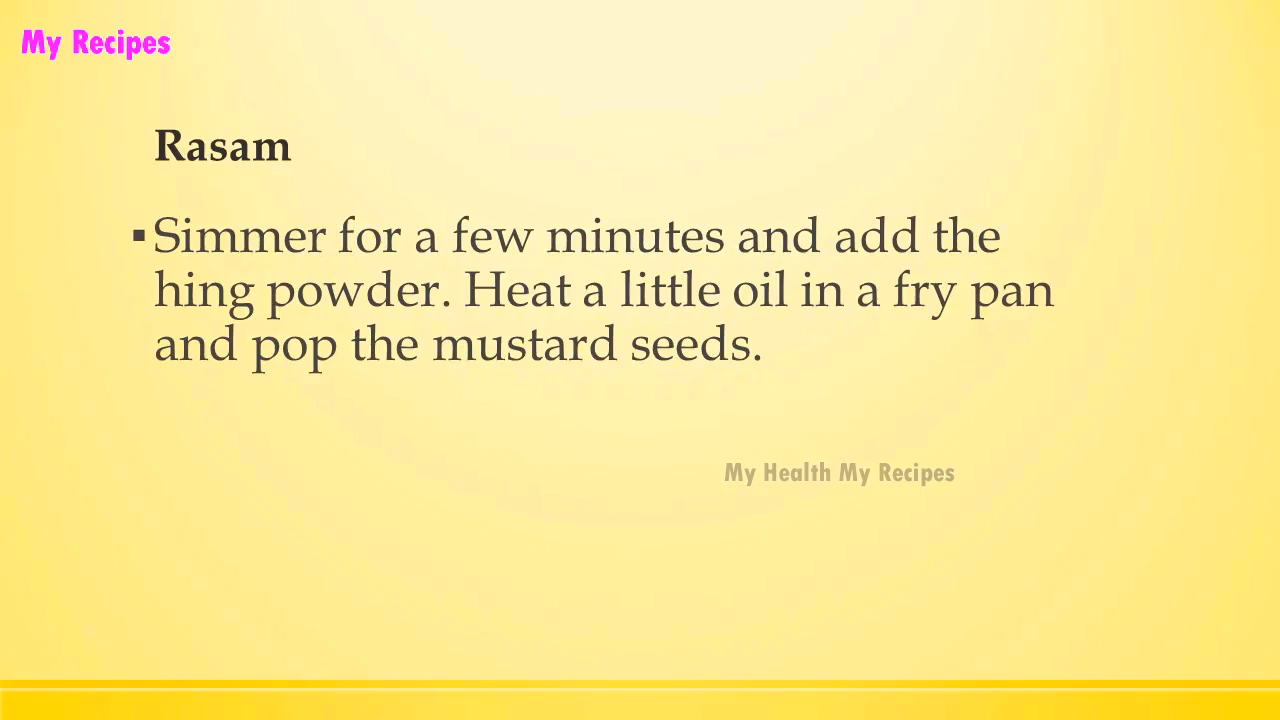 My Recipes
Rasam
▪Simmer for a few minutes and add the
hing powder. Heat a little oil in a fry pan
and pop the mustard seeds.
My Health My Recipes